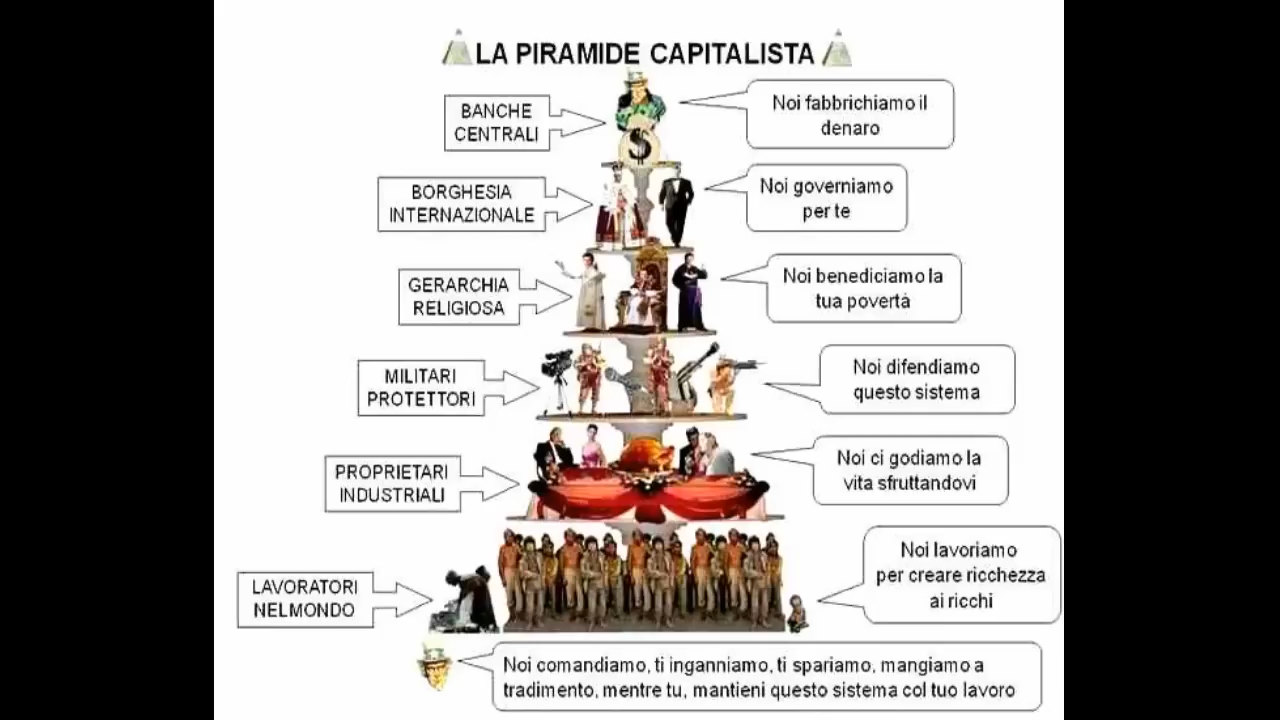 LA PIRAMIDE CAPITALISTA
BANCHE
CENTRALI
Noi fabbrichiamo il
denaro
$
BORGHESIA
INTERNAZIONALE
Noi governiamo
per te
GERARCHIA
RELIGIOSA
Noi benediciamo la
tua povertà
MILITARI
PROTETTORI
Noi difendiamo
questo sistema
PROPRIETARI
INDUSTRIALI
Noi ci godiamo la
vita sfruttandovi
LAVORATORI
NELMONDO
Noi lavoriamo
per creare ricchezza
ai ricchi
Noi comandiamo, ti inganniamo, ti spariamo, mangiamo a
tradimento, mentre tu, mantieni questo sistema col tuo lavoro